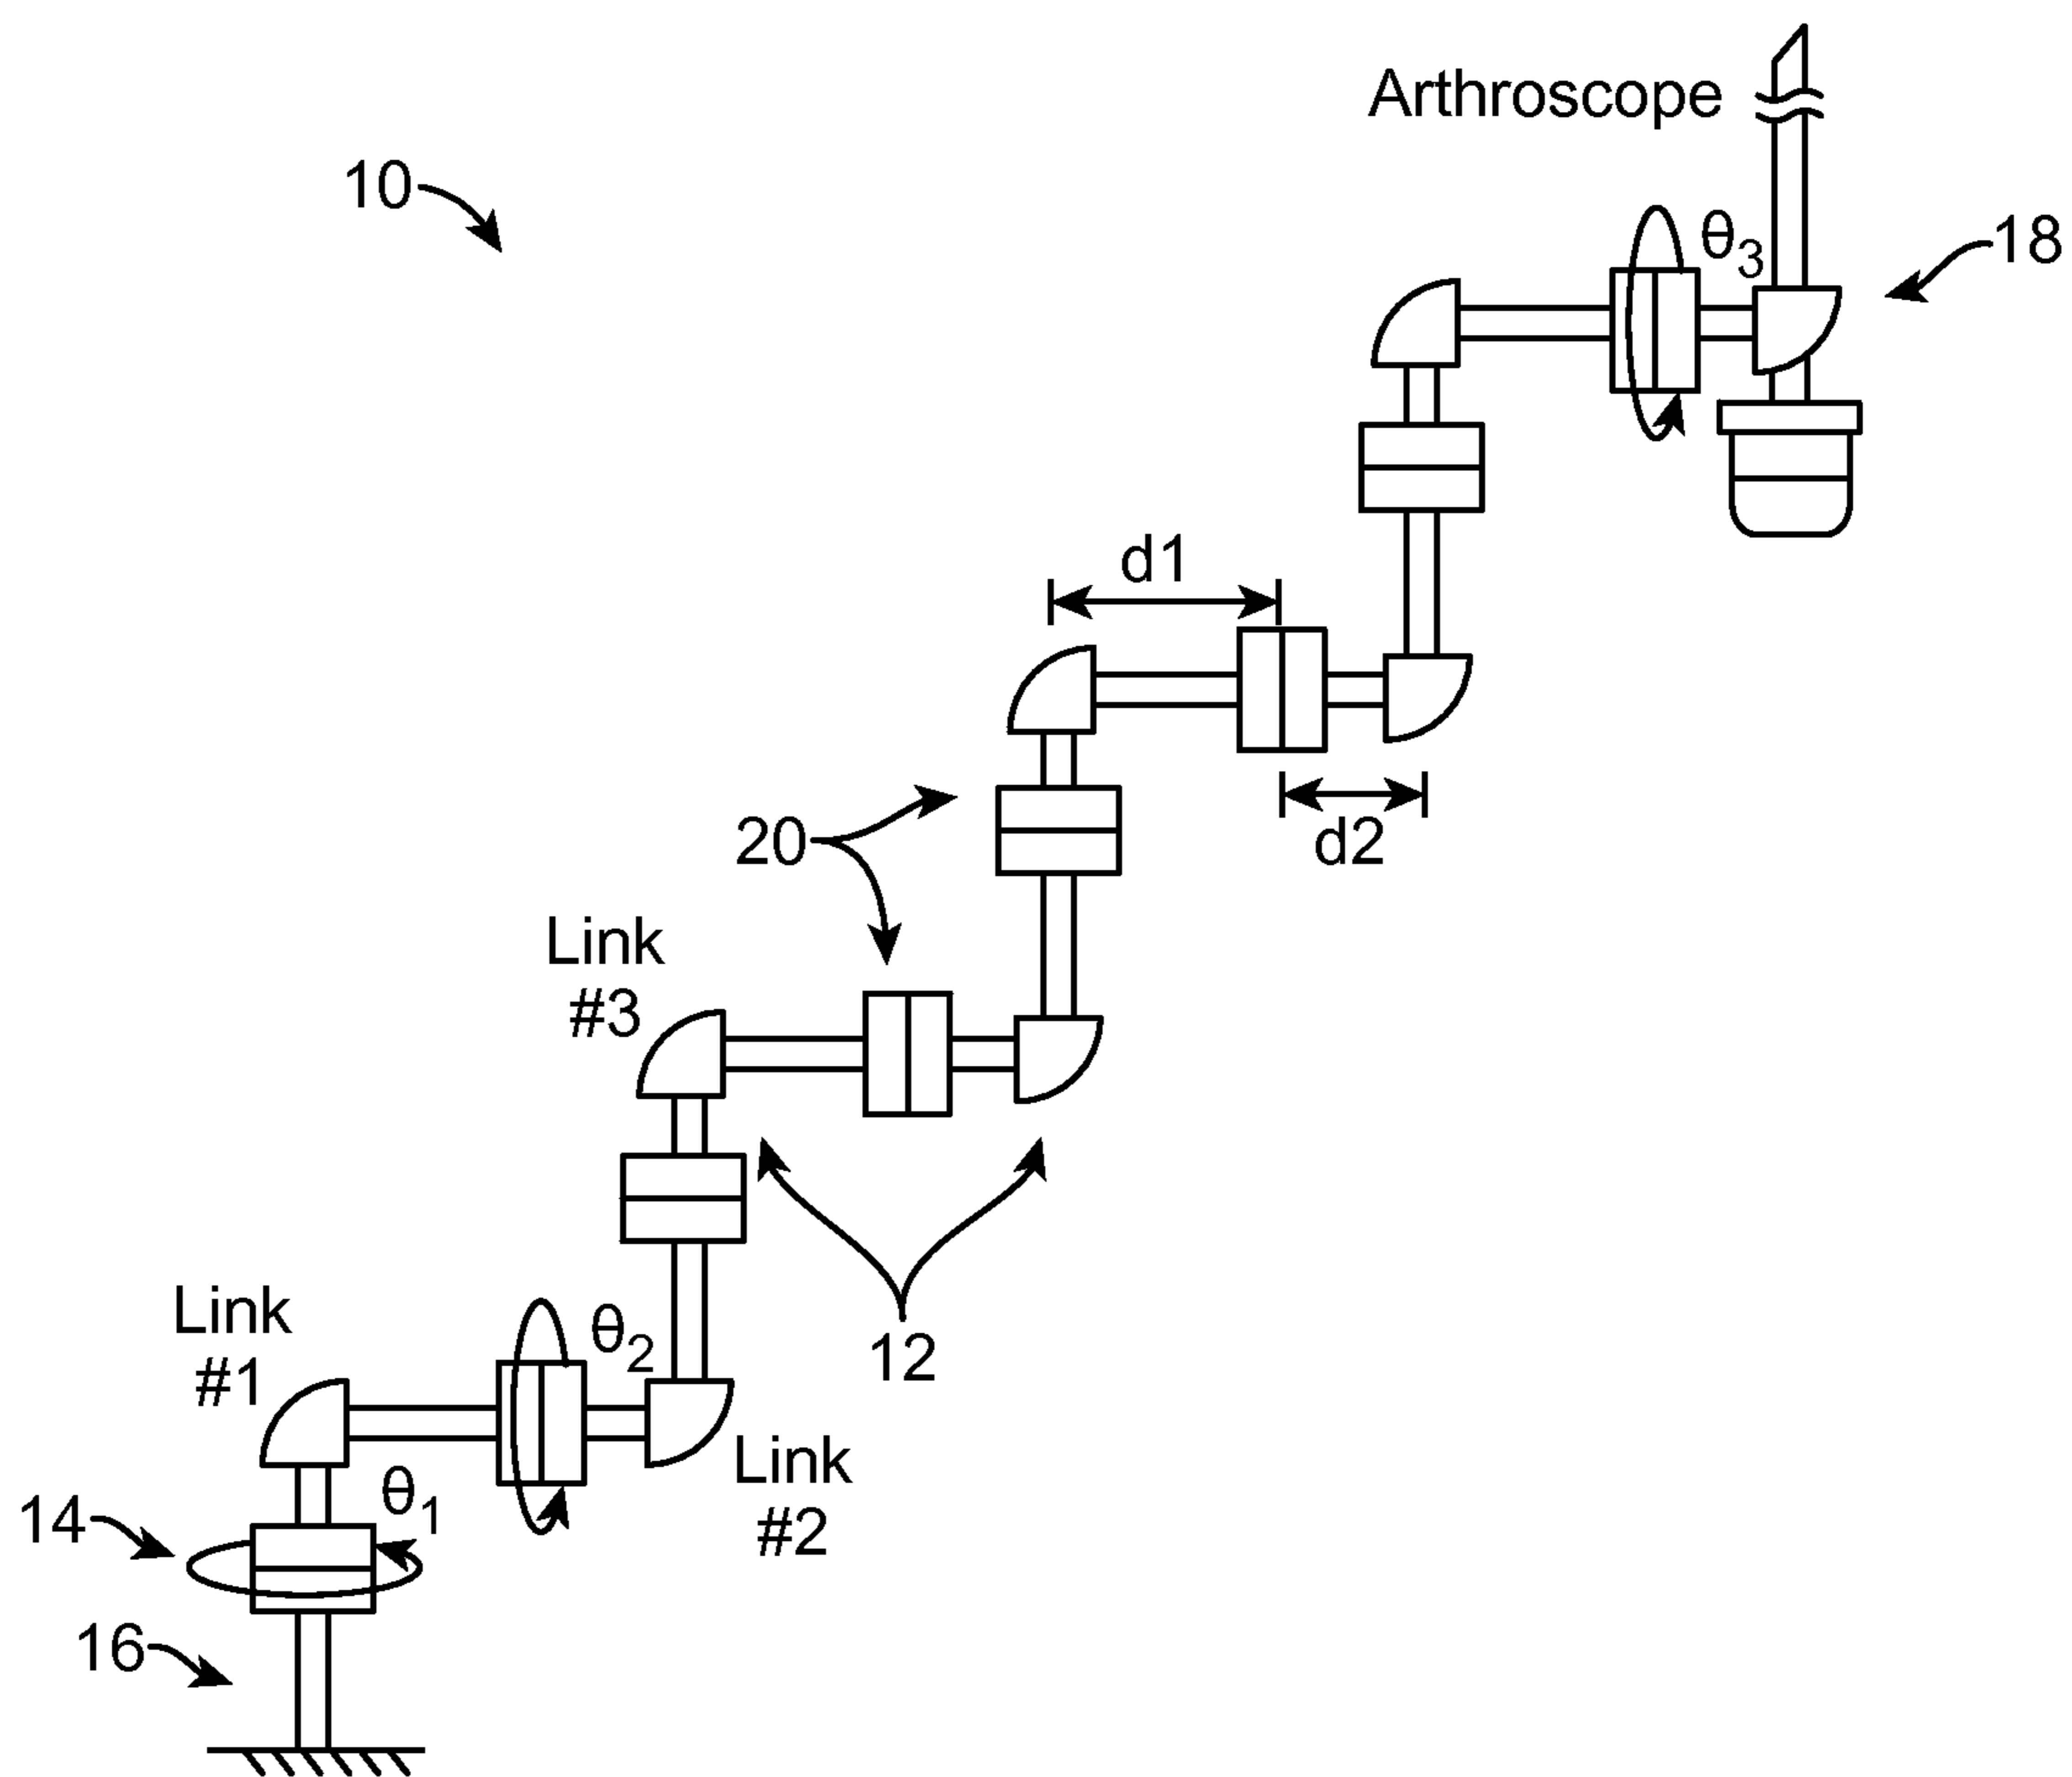 Arthroscope
10
θ3
18
d1
20
d2
Link
#3
Link
#1
θ2
12
Link
#2
θ1
14
16